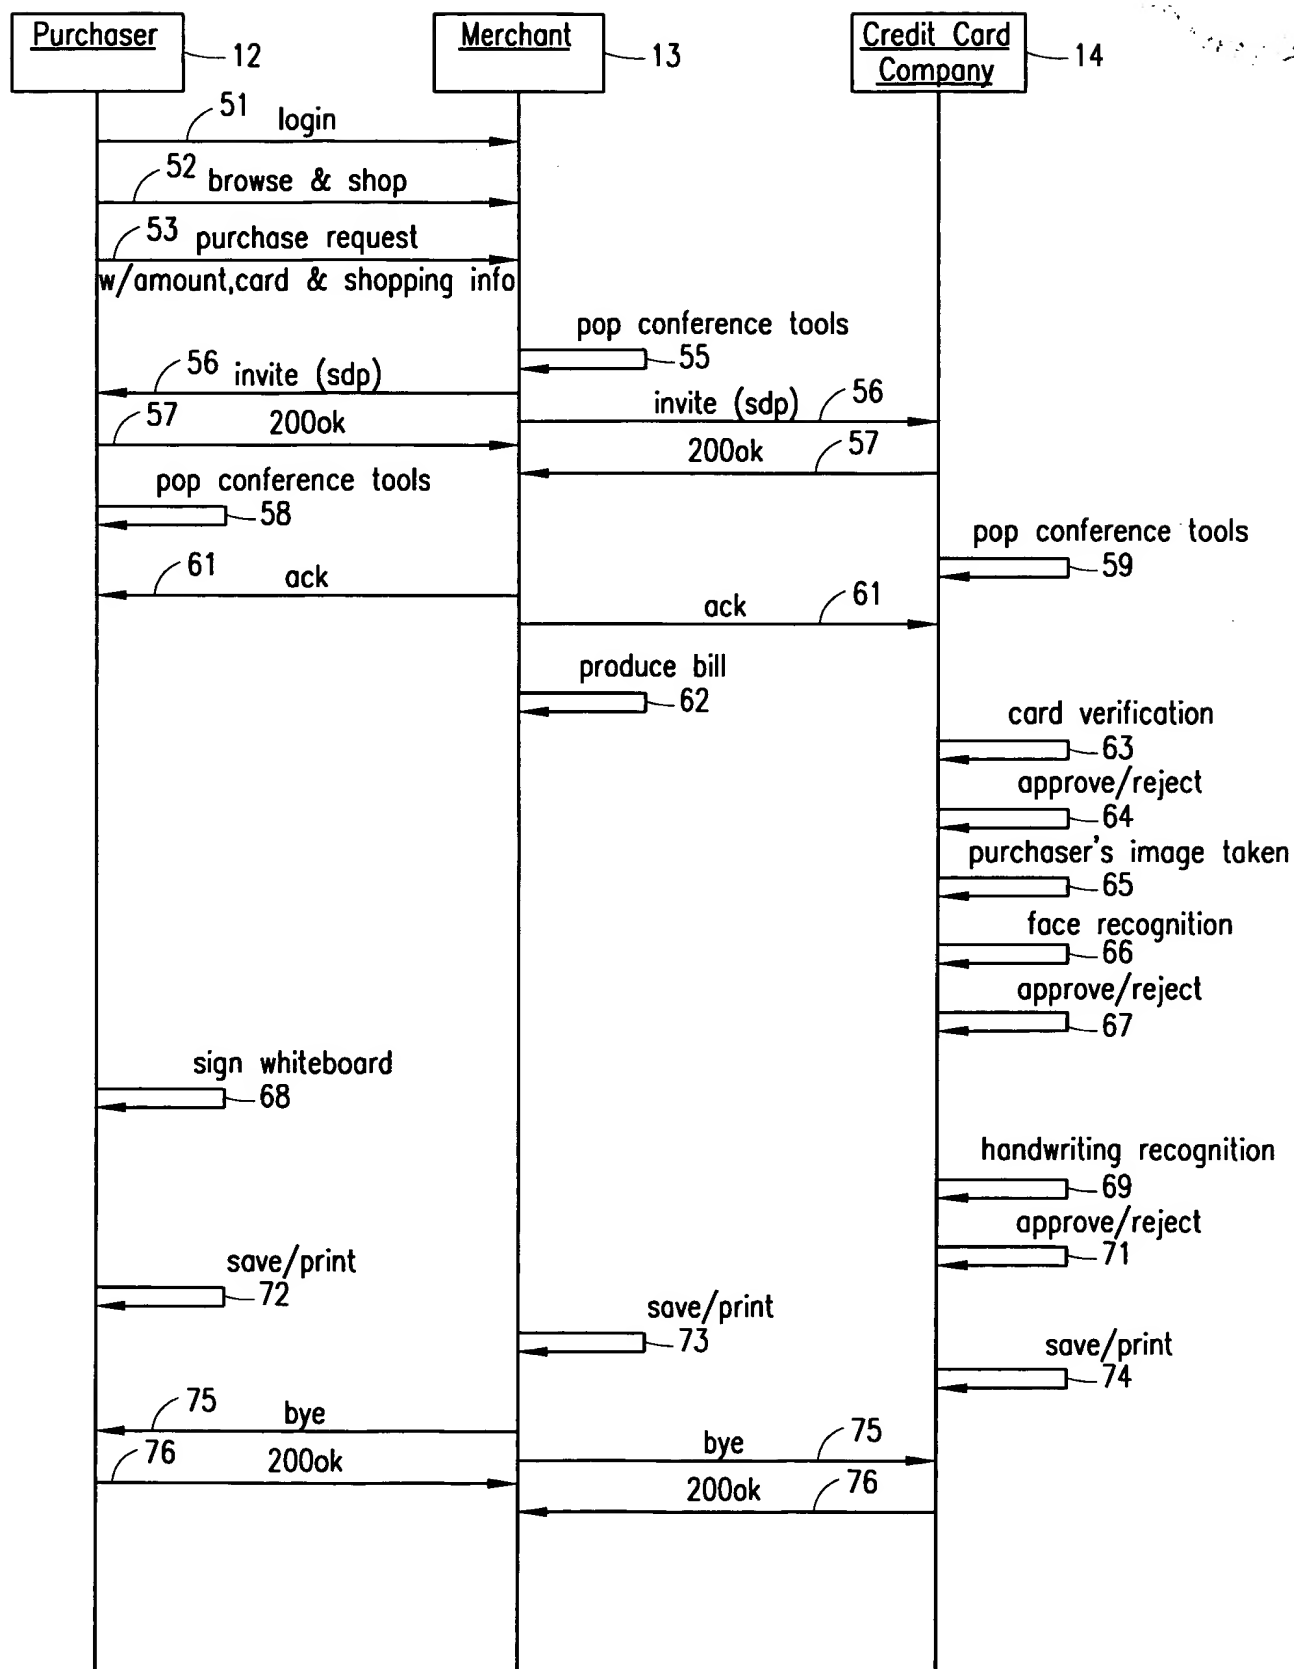 Purchaser
12
Merchant
13
Credit Card
Company
14
51
login
52
browse & shop
53
purchase request
w/amount,card & shopping info
pop conference tools
55
56
invite (sdp)
56
invite (sdp)
57
200ok
57
200ok
pop conference tools
58
pop conference tools
59
61
ack
61
ack
produce bill
62
card verification
63
approve/reject
64
purchaser's image taken
65
face recognition
66
approve/reject
67
sign whiteboard
68
handwriting recognition
69
approve/reject
71
save/print
72
save/print
73
save/print
74
75
bye
75
bye
76
200ok
76
200ok